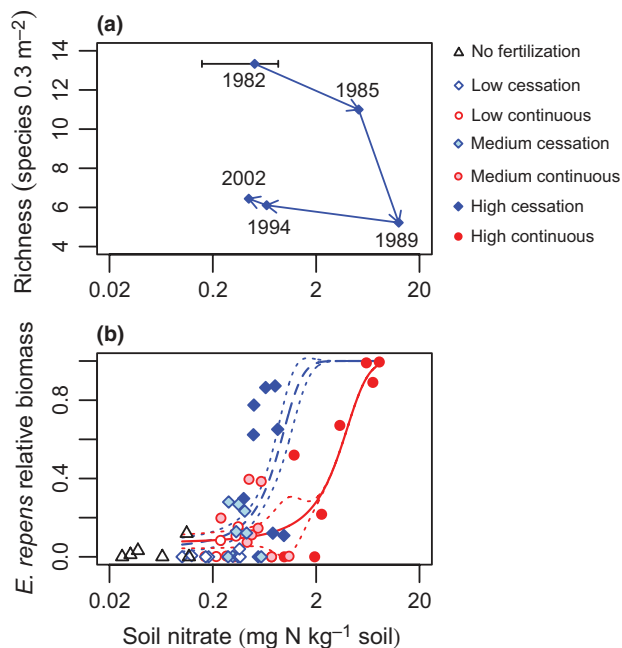 (a)
Richness (species 0.3 m⁻²)
14
12
10
8
6
4
1982
1985
2002
1994
1989
0.02
0.2
2
20
No fertilization
Low cessation
Low continuous
Medium cessation
Medium continuous
High cessation
High continuous
(b)
E. repens relative biomass
0.8
0.4
0.0
0.02
0.2
2
20
Soil nitrate (mg N kg⁻¹ soil)